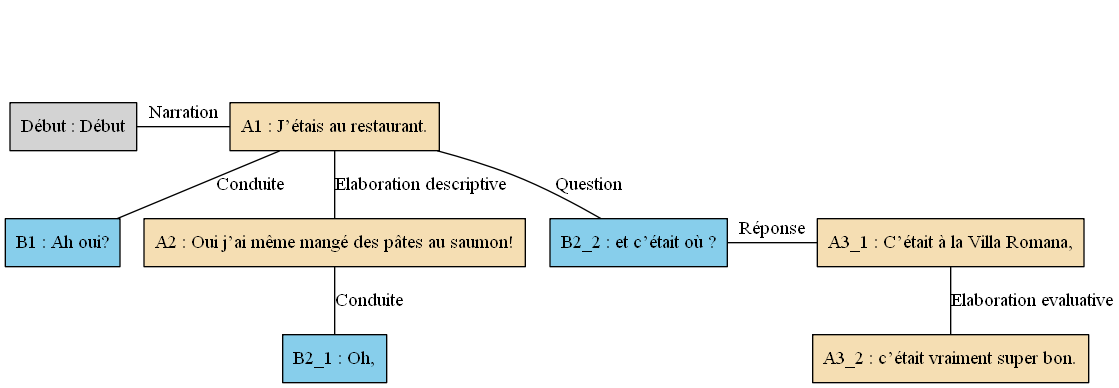 Narration
Début : Début
A1 : J’étais au restaurant.
Conduite
Elaboration descriptive
Question
B1 : Ah oui?
A2 : Oui j’ai même mangé des pâtes au saumon!
B2_2 : et c’était où ?
Réponse
A3_1 : C’était à la Villa Romana,
Conduite
Elaboration evaluative
B2_1 : Oh,
A3_2 : c’était vraiment super bon.